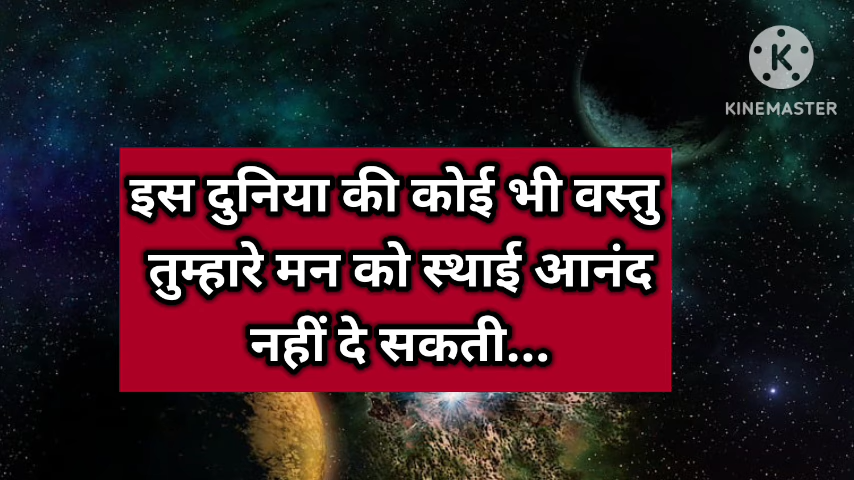 KINEMASTER
इस दुनिया की कोई भी वस्तु
तुम्हारे मन को स्थाई आनंद
नहीं दे सकती...